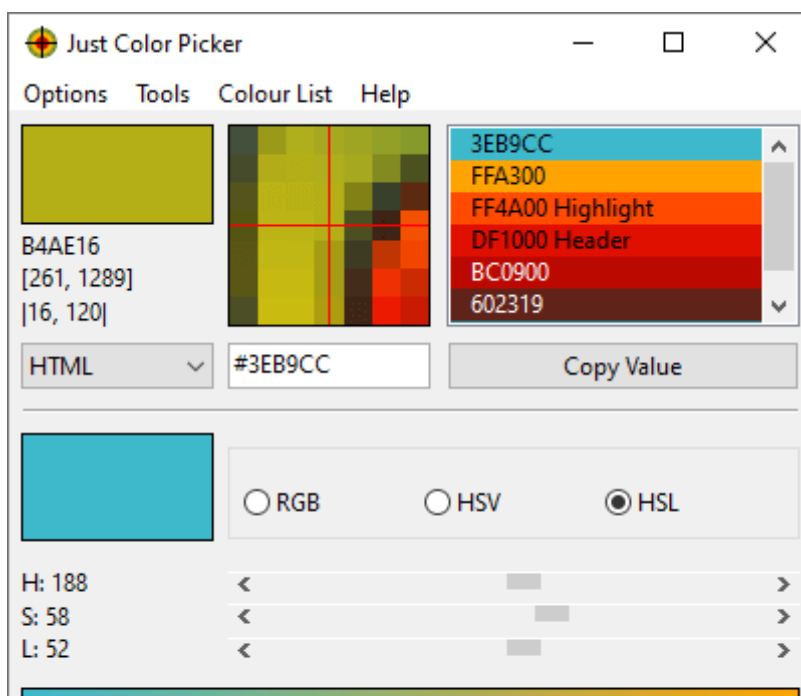 Just Color Picker
Options Tools Colour List Help
3EB9CC
FFA300
FF4A00 Highlight
DF1000 Header
BC0900
602319
B4AE16
[261, 1289]
|16, 120|
HTML
#3EB9CC
Copy Value
RGB HSV HSL
H: 188
S: 58
L: 52